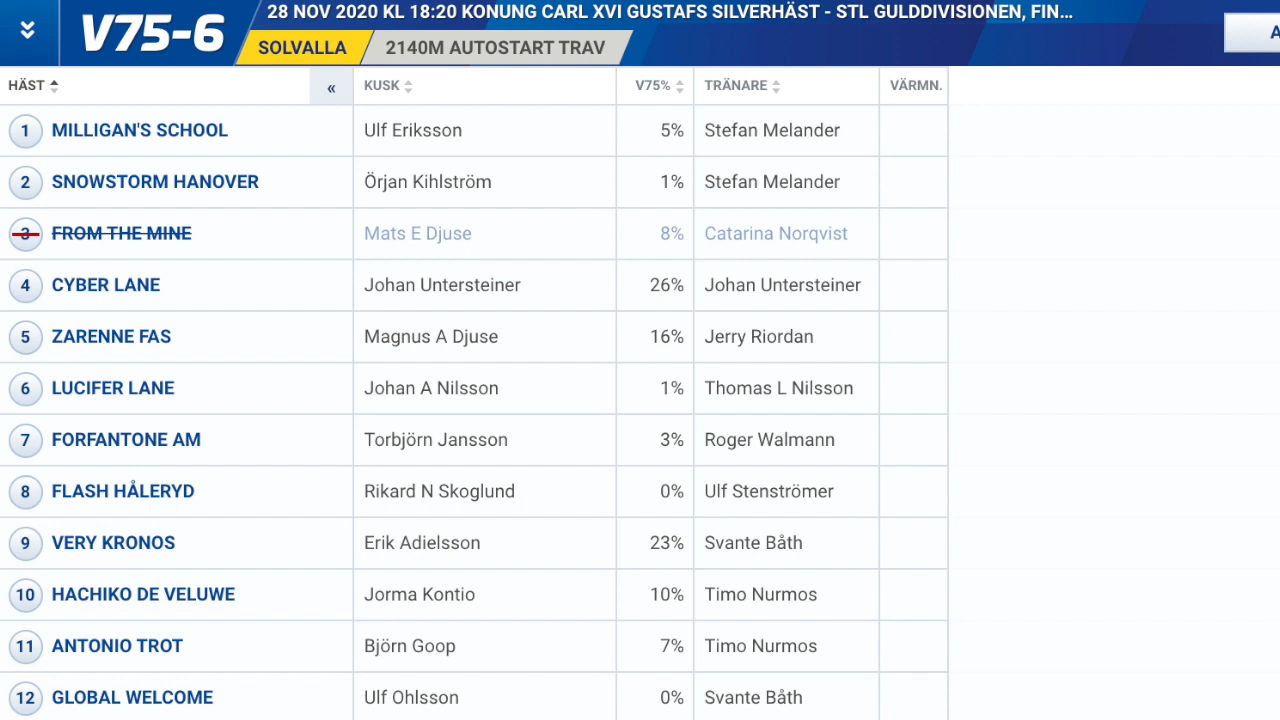 V75-6
28 NOV 2020 KL 18:20 KONUNG CARL XVI GUSTAFS SILVERHÄST - STL GULDDIVISIONEN, FIN...
SOLVALLA 2140M AUTOSTART TRAV
A
HÄST « KUSK V75% TRÄNARE VÄRMN.
1 MILLIGAN'S SCHOOL Ulf Eriksson 5% Stefan Melander
2 SNOWSTORM HANOVER Örjan Kihlström 1% Stefan Melander
3 FROM THE MINE Mats E Djuse 8% Catarina Norqvist
4 CYBER LANE Johan Untersteiner 26% Johan Untersteiner
5 ZARENNE FAS Magnus A Djuse 16% Jerry Riordan
6 LUCIFER LANE Johan A Nilsson 1% Thomas L Nilsson
7 FORFANTONE AM Torbjörn Jansson 3% Roger Walmann
8 FLASH HÅLERYD Rikard N Skoglund 0% Ulf Stenströmer
9 VERY KRONOS Erik Adielsson 23% Svante Båth
10 HACHIKO DE VELUWE Jorma Kontio 10% Timo Nurmos
11 ANTONIO TROT Björn Goop 7% Timo Nurmos
12 GLOBAL WELCOME Ulf Ohlsson 0% Svante Båth